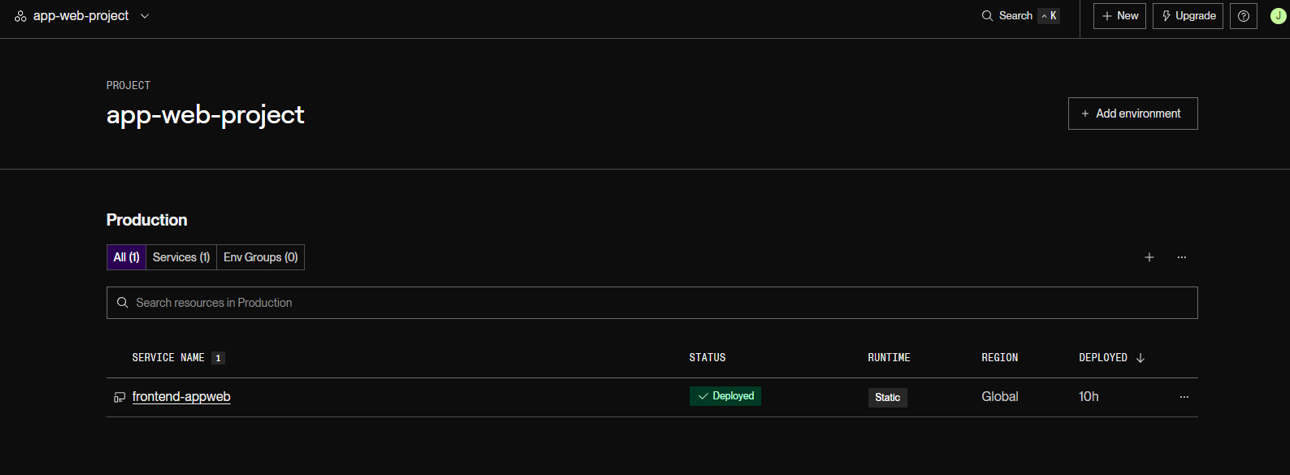 app-web-project
Search ^ K
+ New
Upgrade
J
PROJECT
app-web-project
+ Add environment
Production
All (1)
Services (1)
Env Groups (0)
Search resources in Production
SERVICE NAME 1
STATUS
RUNTIME
REGION
DEPLOYED ↓
frontend-appweb
Deployed
Static
Global
10h